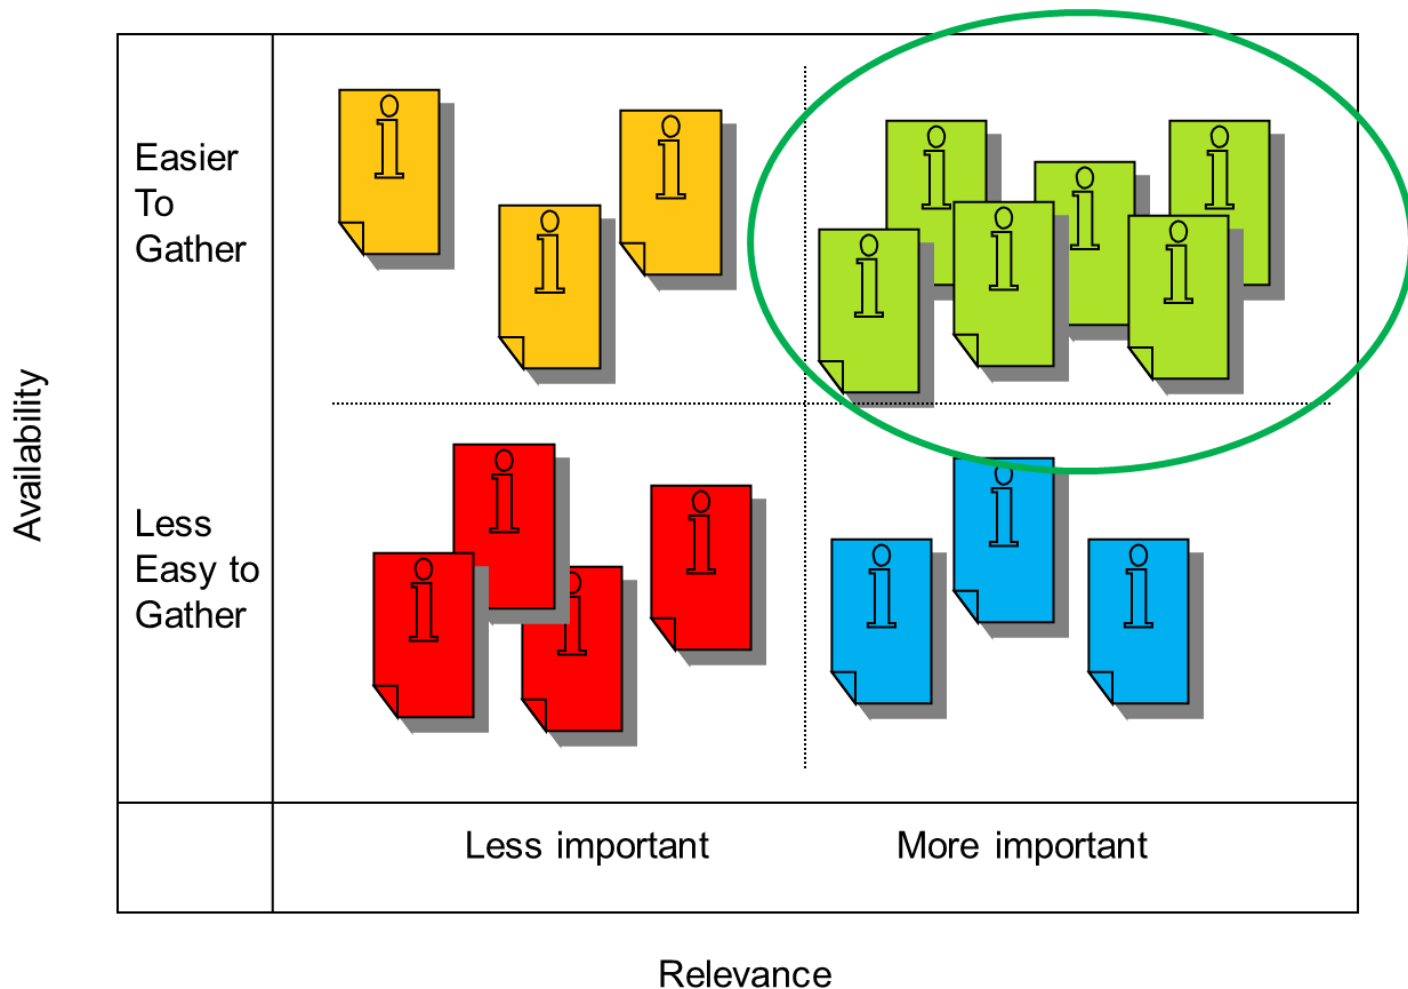 Easier
To
Gather
i
i
i
i
i
i
i
i
i
Availability
Less
Easy to
Gather
i
i
i
i
i
i
i
Less important
More important
Relevance